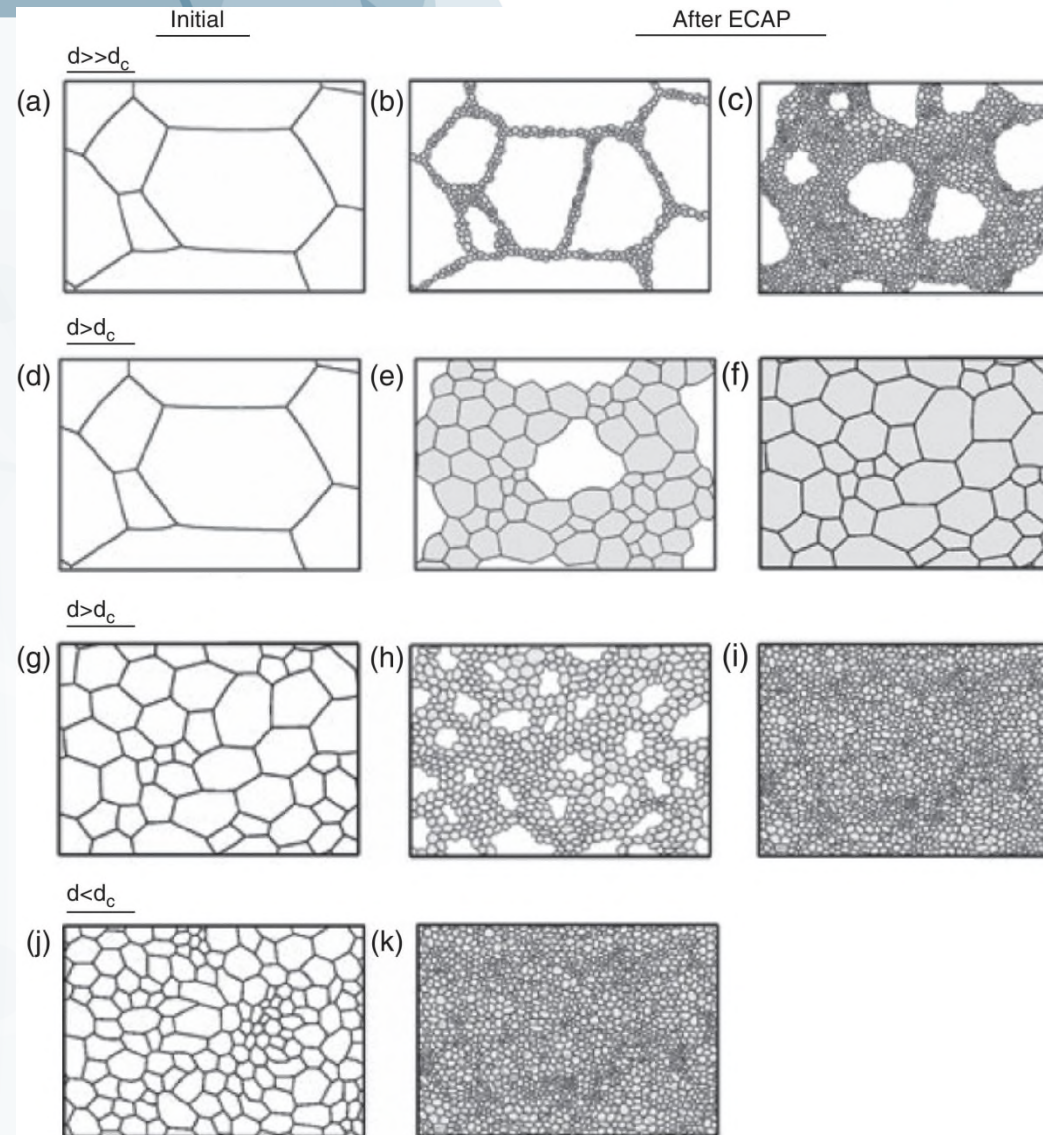 Initial After ECAP
d>>dc
(a) (b) (c)
d>dc
(d) (e) (f)
d>dc
(g) (h) (i)
d<dc
(j) (k)